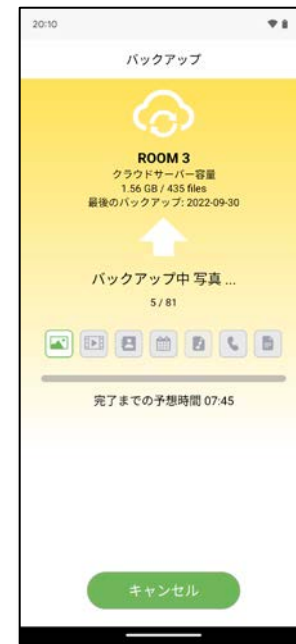 20:10
バックアップ
ROOM 3
クラウドサーバー容量
1.56 GB / 435 files
最後のバックアップ: 2022-09-30
バックアップ中 写真 ...
5 / 81
完了までの予想時間 07:45
キャンセル